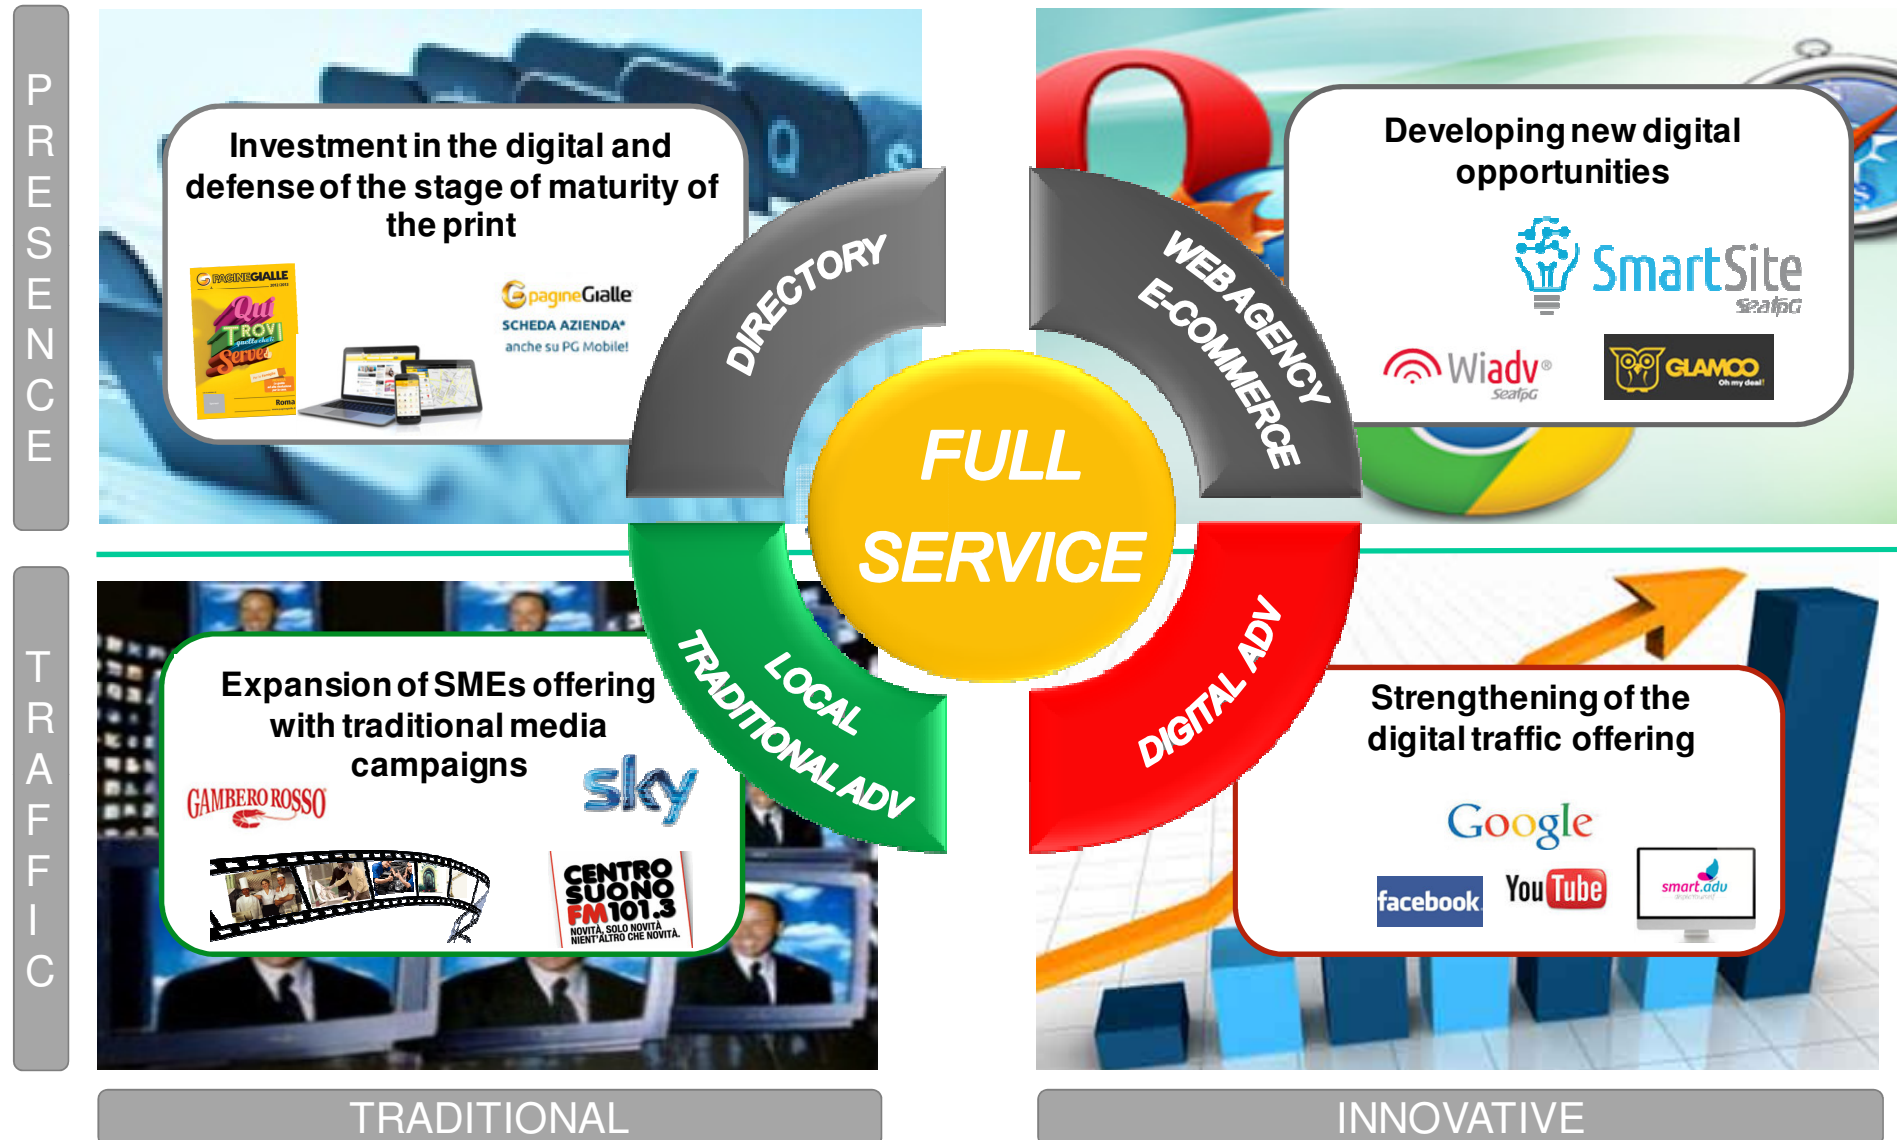 PRESENCE
Investment in the digital and
defense of the stage of maturity of
the print
PAGINEGIALLE
Qui
TROVI
quello che ti
Serve
Roma
pagineGialle
SCHEDA AZIENDA*
anche su PG Mobile!
Q
S
DIRECTORY
WEB AGENCY
E-COMMERCE
Developing new digital
opportunities
SmartSite
SeatPG
Wiadv®
SeatPG
GLAMOO
Oh my deal!
FULL
SERVICE
TRAFFIC
Expansion of SMEs offering
with traditional media
campaigns
GAMBERO ROSSO
sky
CENTRO
SUONO
FM101.3
NOVITÀ, SOLO NOVITÀ
NIENT'ALTRO CHE NOVITÀ.
LOCAL
TRADITIONAL ADV
DIGITAL ADV
Strengthening of the
digital traffic offering
Google
facebook
YouTube
smart.adv
TRADITIONAL
INNOVATIVE